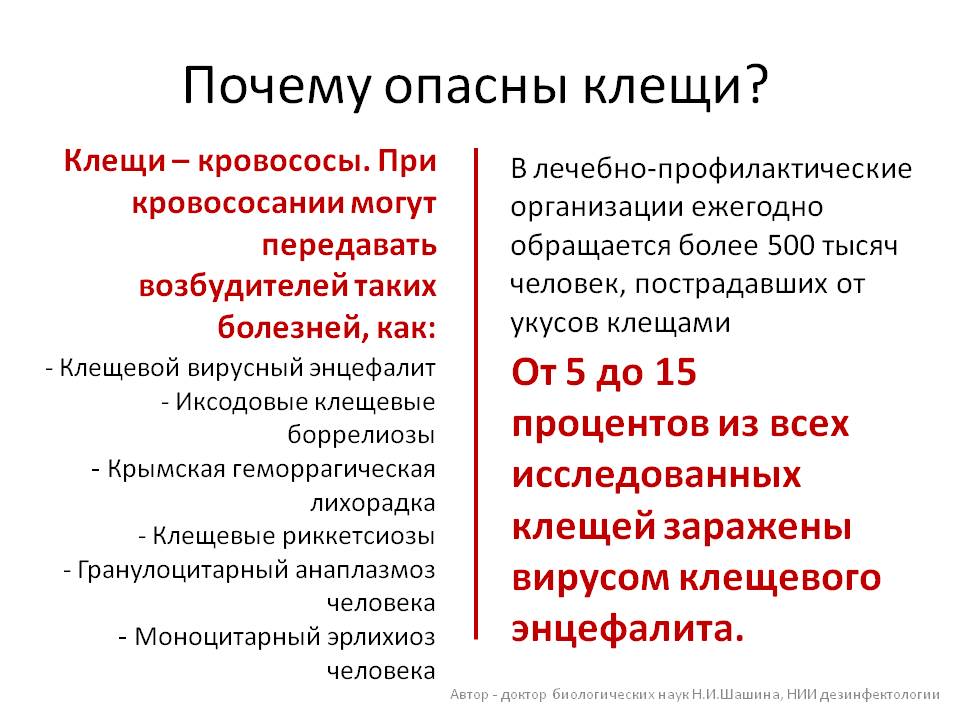 Почему опасны клещи?
Клещи – кровососы. При
кровососании могут
передавать
возбудителей таких
болезней, как:
- Клещевой вирусный энцефалит
- Иксодовые клещевые
боррелиозы
- Крымская геморрагическая
лихорадка
- Клещевые риккетсиозы
- Гранулоцитарный анаплазмоз
человека
- Моноцитарный эрлихиоз
человека
В лечебно-профилактические
организации ежегодно
обращается более 500 тысяч
человек, пострадавших от
укусов клещами
От 5 до 15
процентов из всех
исследованных
клещей заражены
вирусом клещевого
энцефалита.
Автор - доктор биологических наук Н.И.Шашина, НИИ дезинфектологии